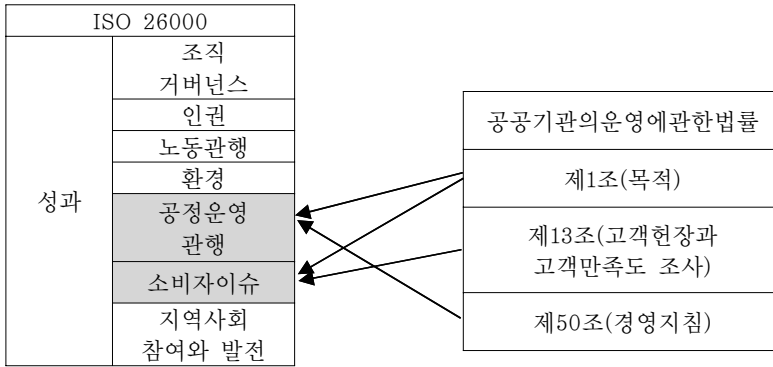 ISO 26000
성과
조직
거버넌스
인권
노동관행
환경
공정운영
관행
소비자이슈
지역사회
참여와 발전
공공기관의운영에관한법률
제1조(목적)
제13조(고객헌장과
고객만족도 조사)
제50조(경영지침)